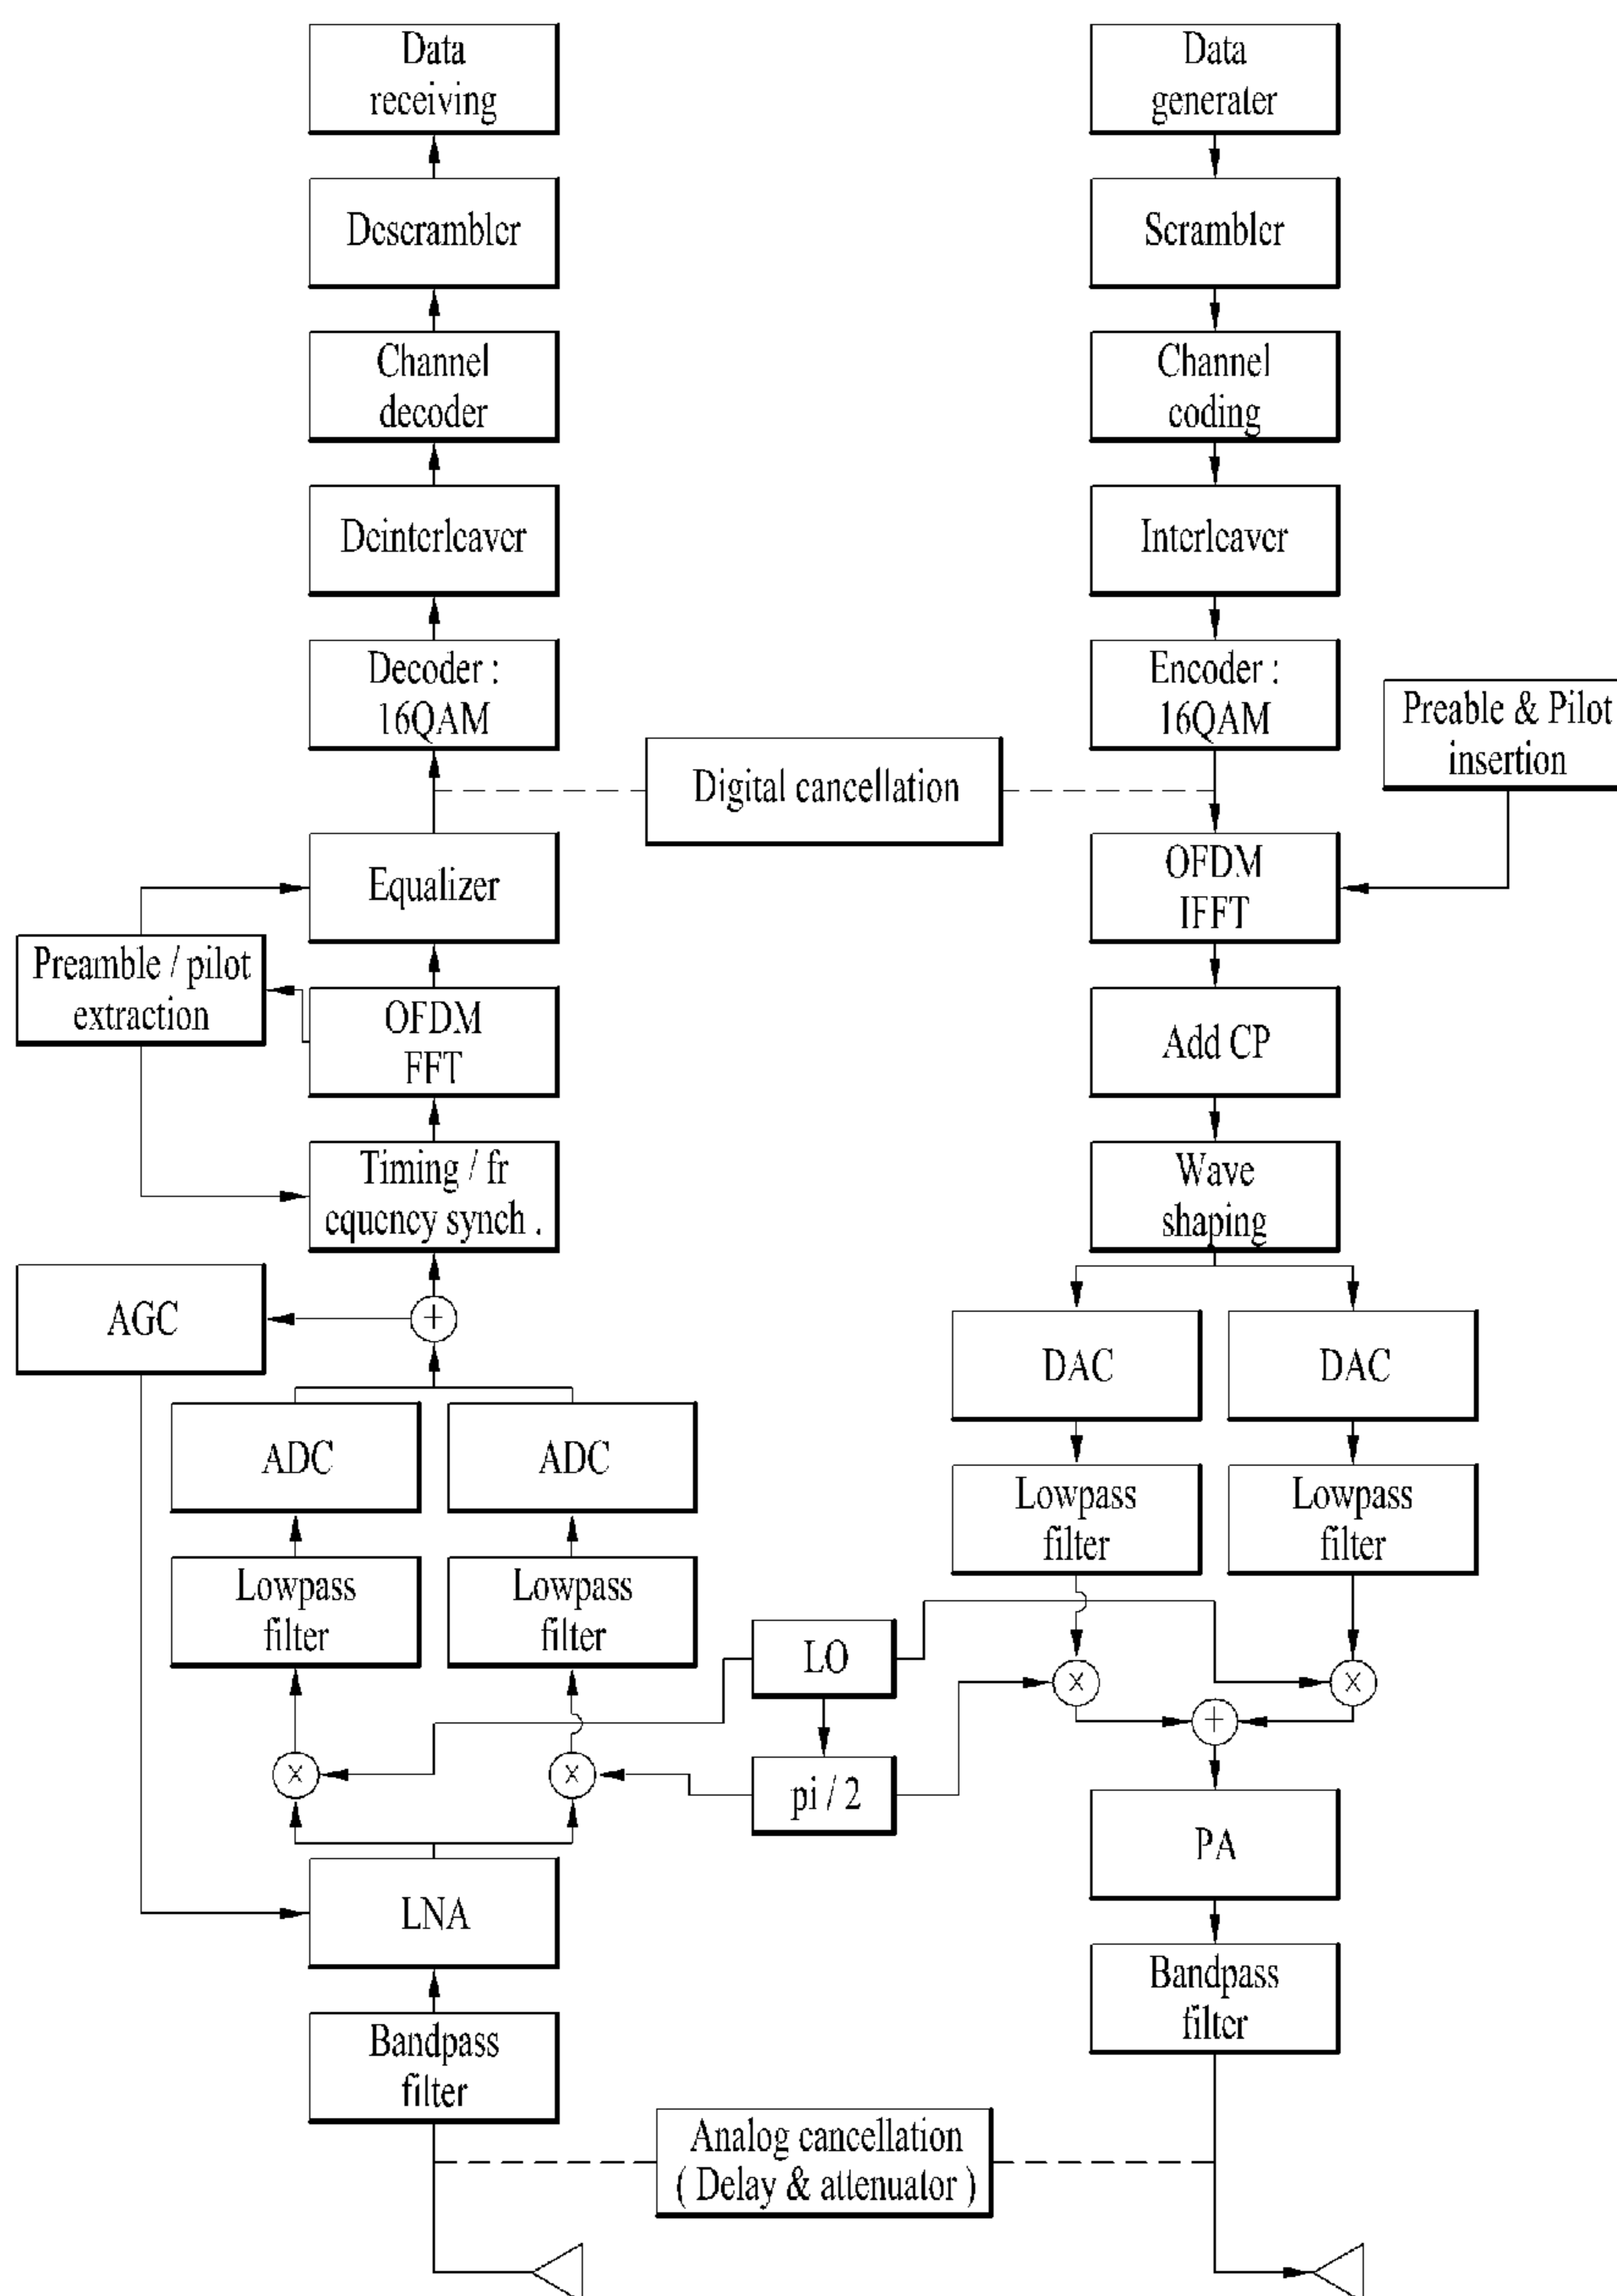 Data
receiving
Data
generater
Descrambler
Scrambler
Channel
decoder
Channel
coding
Deinterleaver
Interleaver
Decoder :
16QAM
Encoder :
16QAM
Preable & Pilot
insertion
Digital cancellation
Equalizer
OFDM
IFFT
Preamble / pilot
extraction
OFDM
FFT
Add CP
Timing / fr
equency synch .
Wave
shaping
AGC
+
DAC
DAC
ADC
ADC
Lowpass
filter
Lowpass
filter
Lowpass
filter
Lowpass
filter
LO
X
X
+
X
X
pi / 2
PA
LNA
Bandpass
filter
Bandpass
filter
Analog cancellation
( Delay & attenuator )